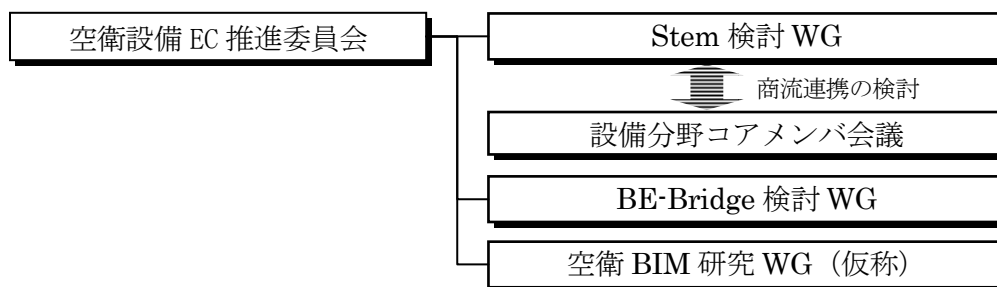 空衛設備 EC 推進委員会
Stem 検討 WG
商流連携の検討
設備分野コアメンバ会議
BE-Bridge 検討 WG
空衛 BIM 研究 WG（仮称）